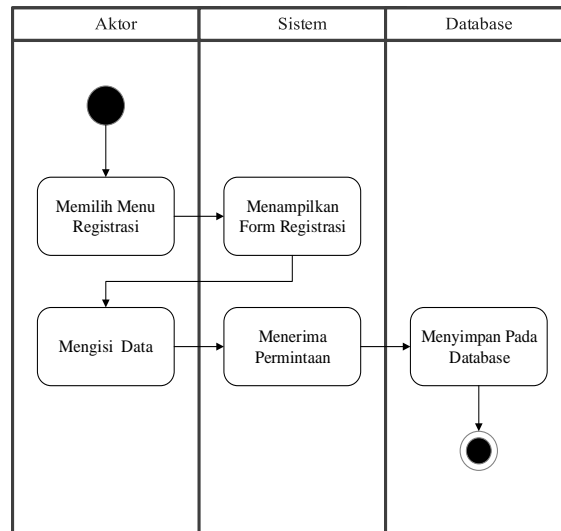 Aktor
Sistem
Database
Memilih Menu
Registrasi
Menampilkan
Form Registrasi
Mengisi Data
Menerima
Permintaan
Menyimpan Pada
Database